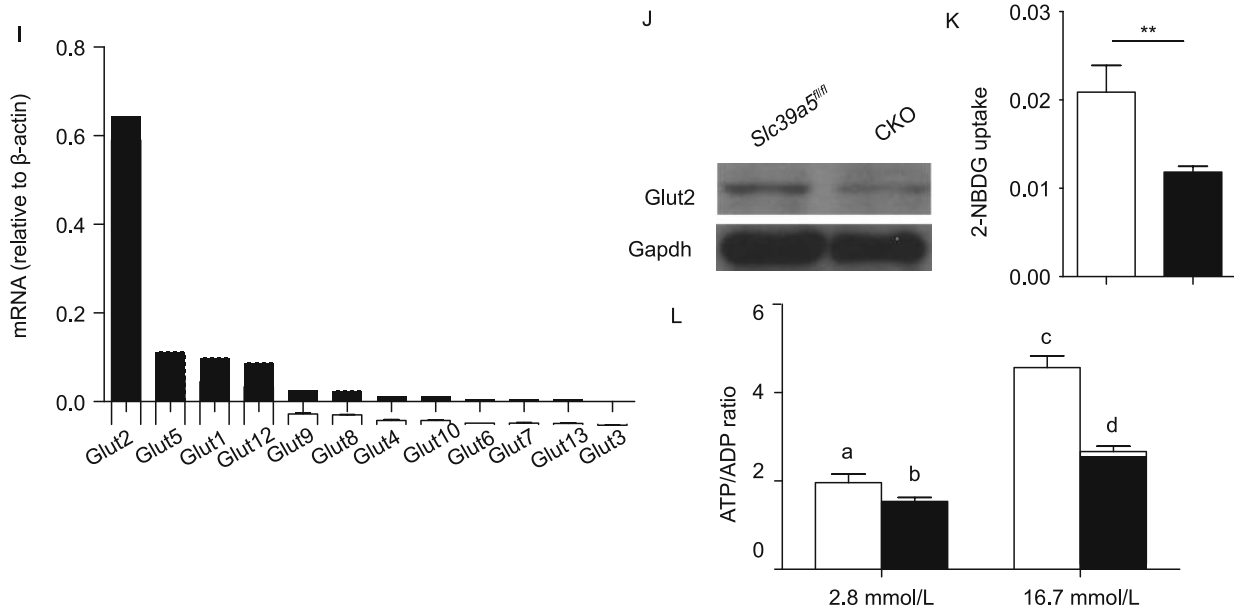 I
mRNA (relative to β-actin)
0.8
0.6
0.4
0.2
0.0
Glut2
Glut5
Glut1
Glut12
Glut9
Glut8
Glut4
Glut10
Glut6
Glut7
Glut13
Glut3
J
Slc39a5fl/fl
CKO
Glut2
Gapdh
K
2-NBDG uptake
0.03
0.02
0.01
0.00
**
L
ATP/ADP ratio
6
4
2
0
a
b
c
d
2.8 mmol/L
16.7 mmol/L